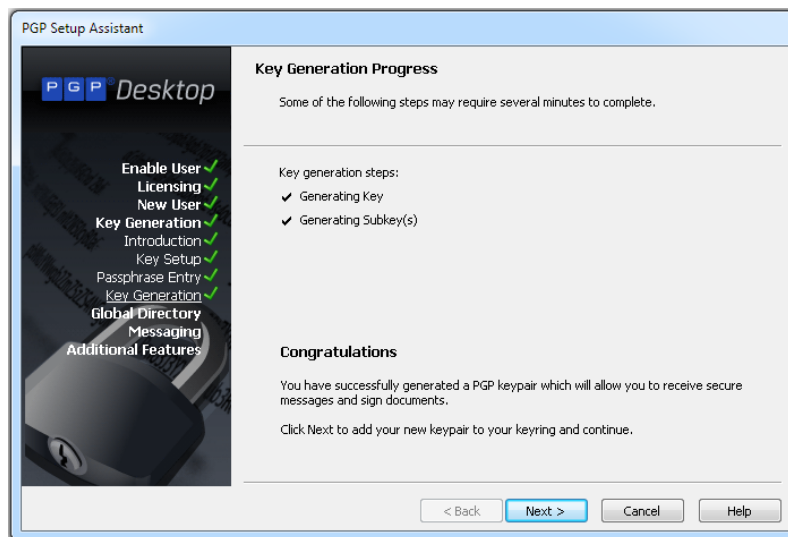 PGP Setup Assistant
PGP Desktop
Enable User
Licensing
New User
Key Generation
Introduction
Key Setup
Passphrase Entry
Key Generation
Global Directory
Messaging
Additional Features
Key Generation Progress
Some of the following steps may require several minutes to complete.
Key generation steps:
Generating Key
Generating Subkey(s)
Congratulations
You have successfully generated a PGP keypair which will allow you to receive secure
messages and sign documents.
Click Next to add your new keypair to your keyring and continue.
< Back Next > Cancel Help